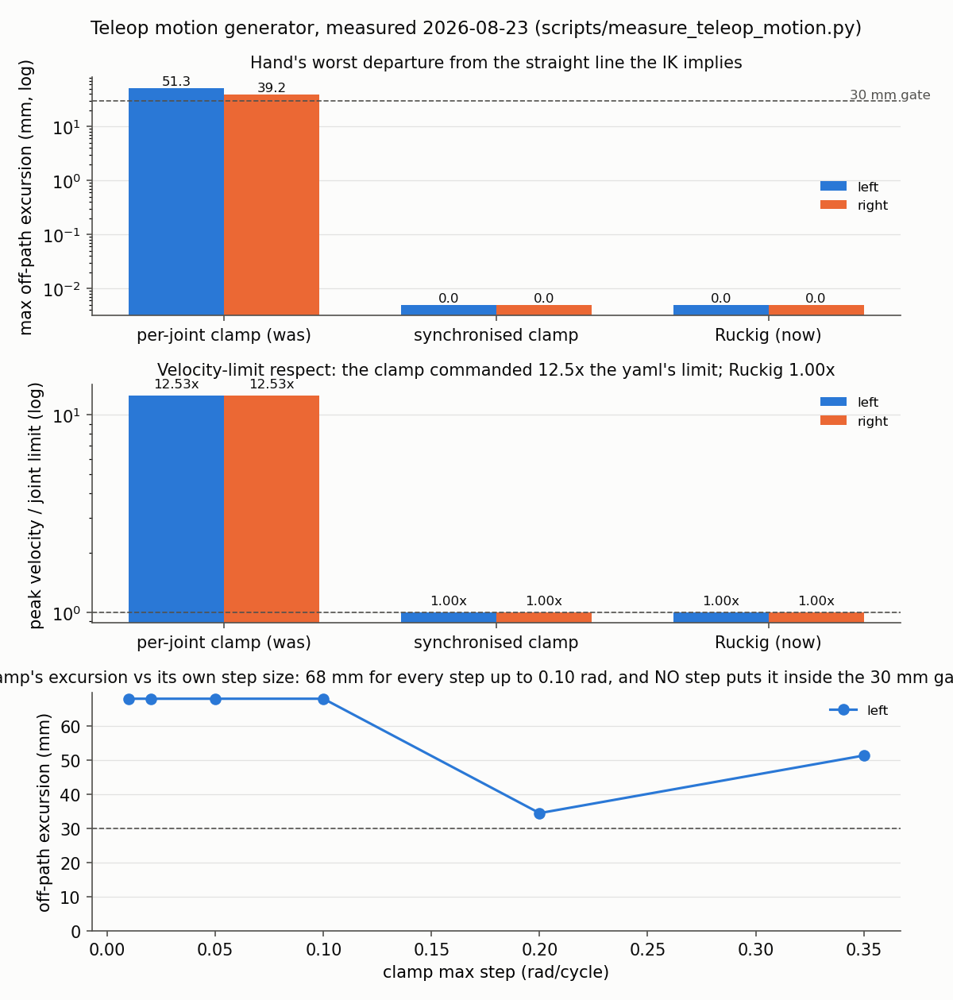 Teleop motion generator, measured 2026-08-23 (scripts/measure_teleop_motion.py)
Hand's worst departure from the straight line the IK implies
max off-path excursion (mm, log)
10¹
10⁰
10⁻¹
10⁻²
51.3
39.2
30 mm gate
left
right
0.0
0.0
0.0
0.0
per-joint clamp (was)
synchronised clamp
Ruckig (now)
Velocity-limit respect: the clamp commanded 12.5x the yaml's limit; Ruckig 1.00x
peak velocity / joint limit (log)
10¹
10⁰
12.53x
12.53x
left
right
1.00x
1.00x
1.00x
1.00x
per-joint clamp (was)
synchronised clamp
Ruckig (now)
amp's excursion vs its own step size: 68 mm for every step up to 0.10 rad, and NO step puts it inside the 30 mm ga
off-path excursion (mm)
60
50
40
30
20
10
0
left
0.00
0.05
0.10
0.15
0.20
0.25
0.30
0.35
clamp max step (rad/cycle)